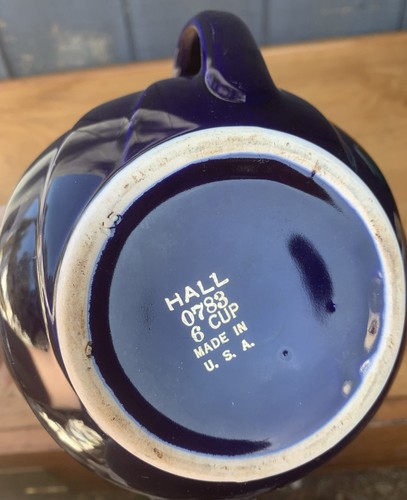 HALL
0783
6 CUP
MADE IN
U. S. A.